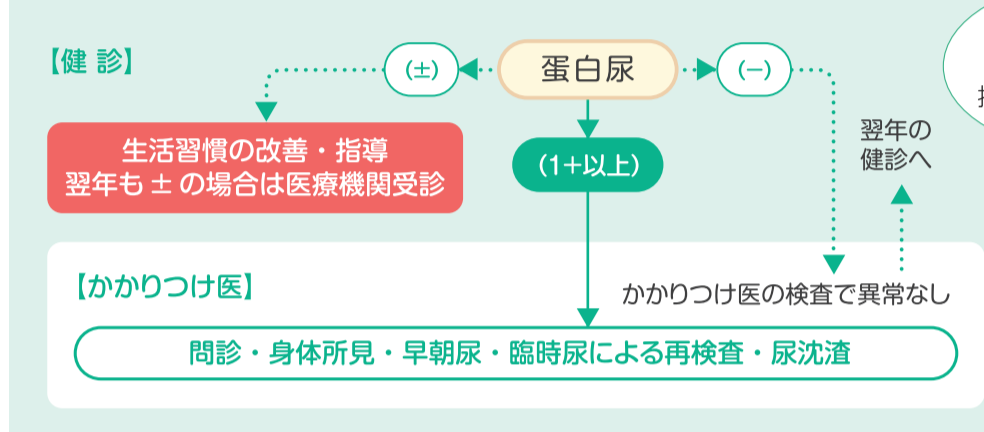 【健 診】
(±)
蛋白尿
(−)
生活習慣の改善・指導
翌年も ± の場合は医療機関受診
(1+以上)
翌年の
健診へ
【かかりつけ医】
かかりつけ医の検査で異常なし
問診・身体所見・早朝尿・臨時尿による再検査・尿沈渣